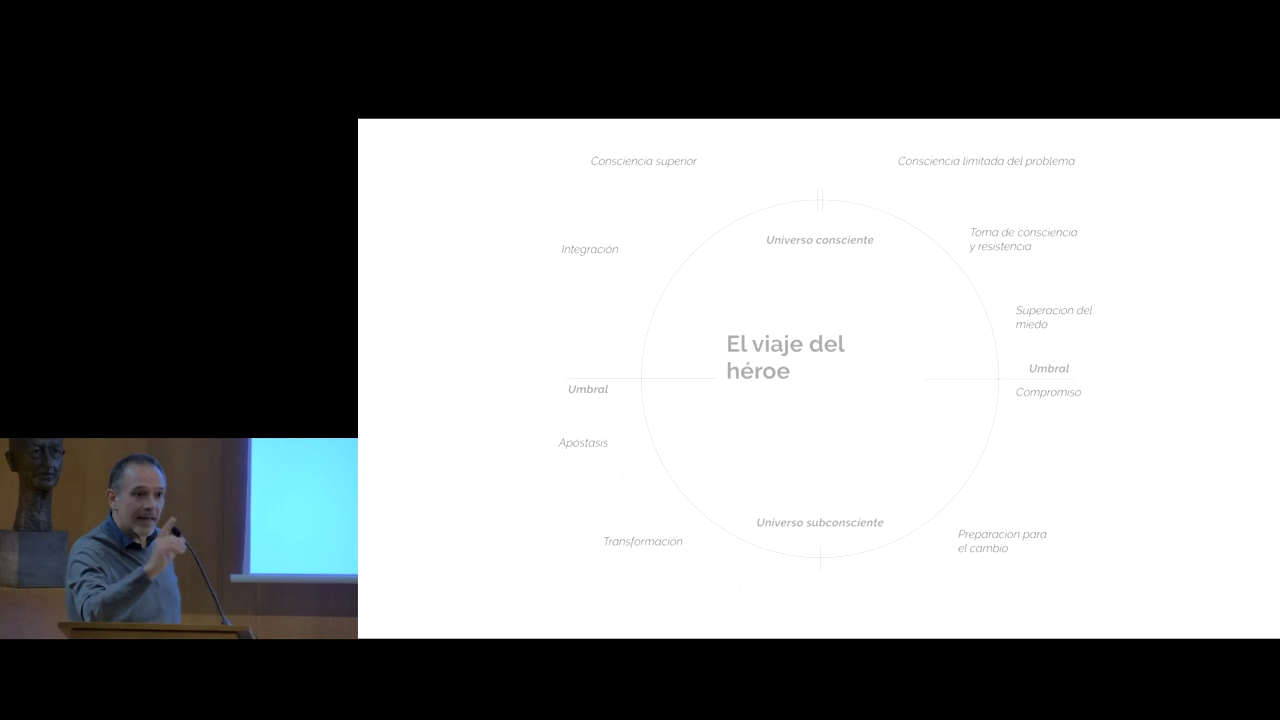 Consciencia superior
Consciencia limitada del problema
Toma de consciencia
y resistencia
Universo consciente
Integración
Superación del
miedo
El viaje del
héroe
Umbral
Umbral
Compromiso
Apóstasis
Universo subconsciente
Transformación
Preparación para
el cambio